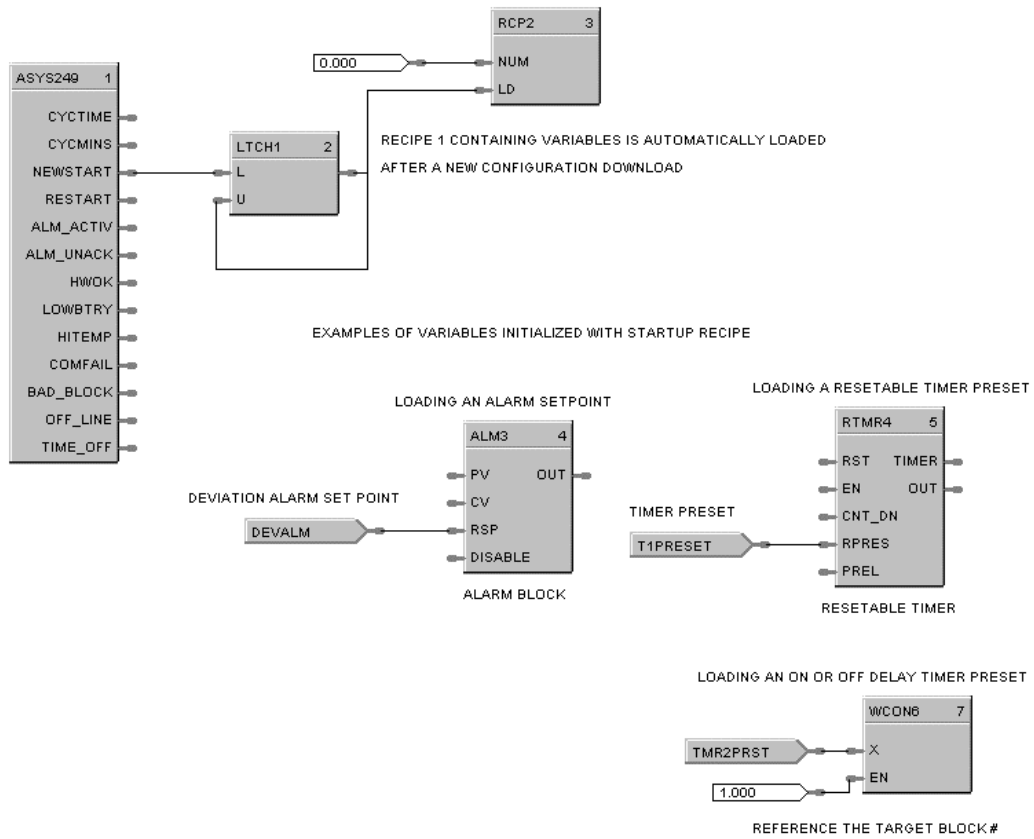 RCP2 3
0.000
NUM
LD
ASYS249 1
CYCTIME
CYCMINS
NEWSTART
RESTART
ALM_ACTIV
ALM_UNACK
HWOK
LOWBTRY
HITEMP
COMFAIL
BAD_BLOCK
OFF_LINE
TIME_OFF
LTCH1 2
L
U
RECIPE 1 CONTAINING VARIABLES IS AUTOMATICALLY LOADED
AFTER A NEW CONFIGURATION DOWNLOAD
EXAMPLES OF VARIABLES INITIALIZED WITH STARTUP RECIPE
LOADING AN ALARM SETPOINT
ALM3 4
PV OUT
CV
RSP
DISABLE
DEVIATION ALARM SET POINT
DEVALM
ALARM BLOCK
LOADING A RESETABLE TIMER PRESET
RTMR4 5
RST TIMER
EN OUT
CNT_DN
RPRES
PREL
TIMER PRESET
T1PRESET
RESETABLE TIMER
LOADING AN ON OR OFF DELAY TIMER PRESET
WCON6 7
X
EN
TMR2PRST
1.000
REFERENCE THE TARGET BLOCK#